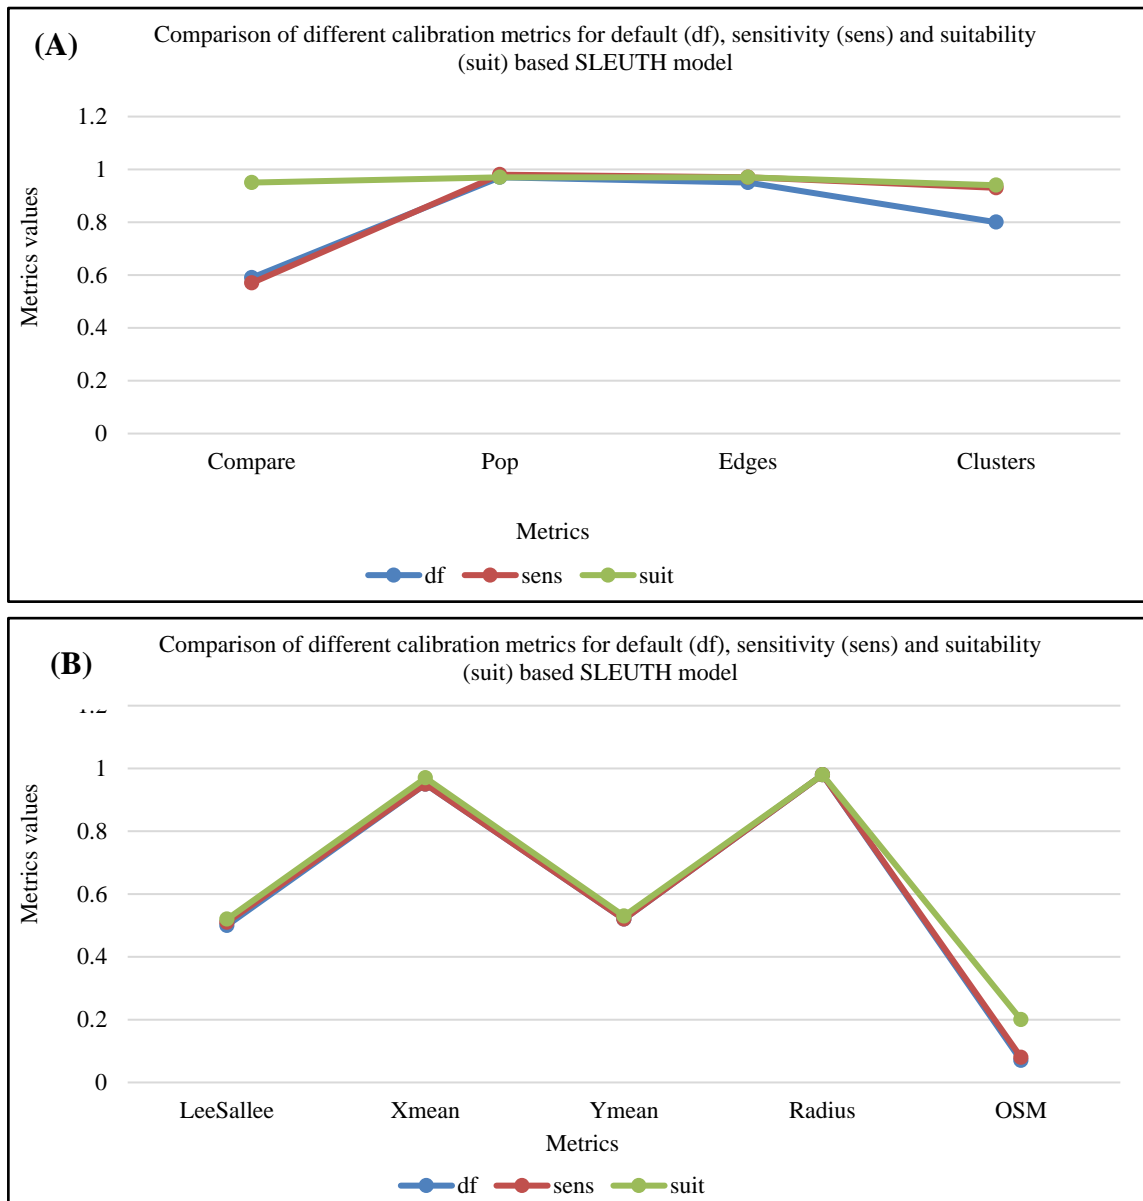 (A)
Comparison of different calibration metrics for default (df), sensitivity (sens) and suitability
(suit) based SLEUTH model
Metrics values
1.2
1
0.8
0.6
0.4
0.2
0
Compare Pop Edges Clusters
Metrics
df sens suit
(B)
Comparison of different calibration metrics for default (df), sensitivity (sens) and suitability
(suit) based SLEUTH model
Metrics values
1.2
1
0.8
0.6
0.4
0.2
0
LeeSallee Xmean Ymean Radius OSM
Metrics
df sens suit